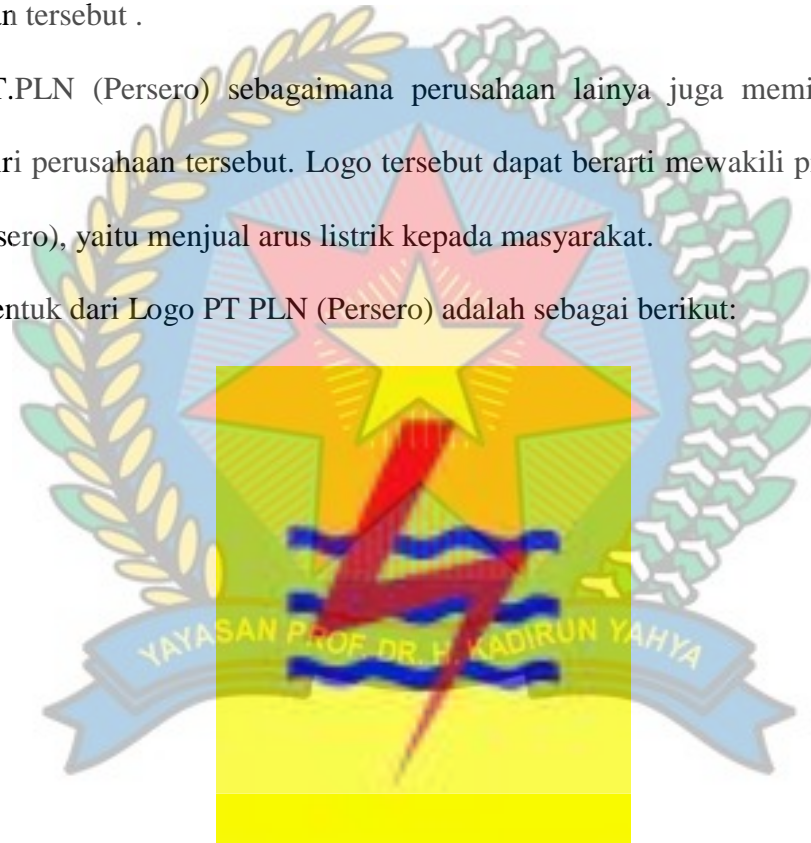 an tersebut .
T.PLN (Persero) sebagaimana perusahaan lainya juga memi
ri perusahaan tersebut. Logo tersebut dapat berarti mewakili p
sero), yaitu menjual arus listrik kepada masyarakat.
entuk dari Logo PT PLN (Persero) adalah sebagai berikut:
YAYASAN PROF. DR. H. KADIRUN YAHYA